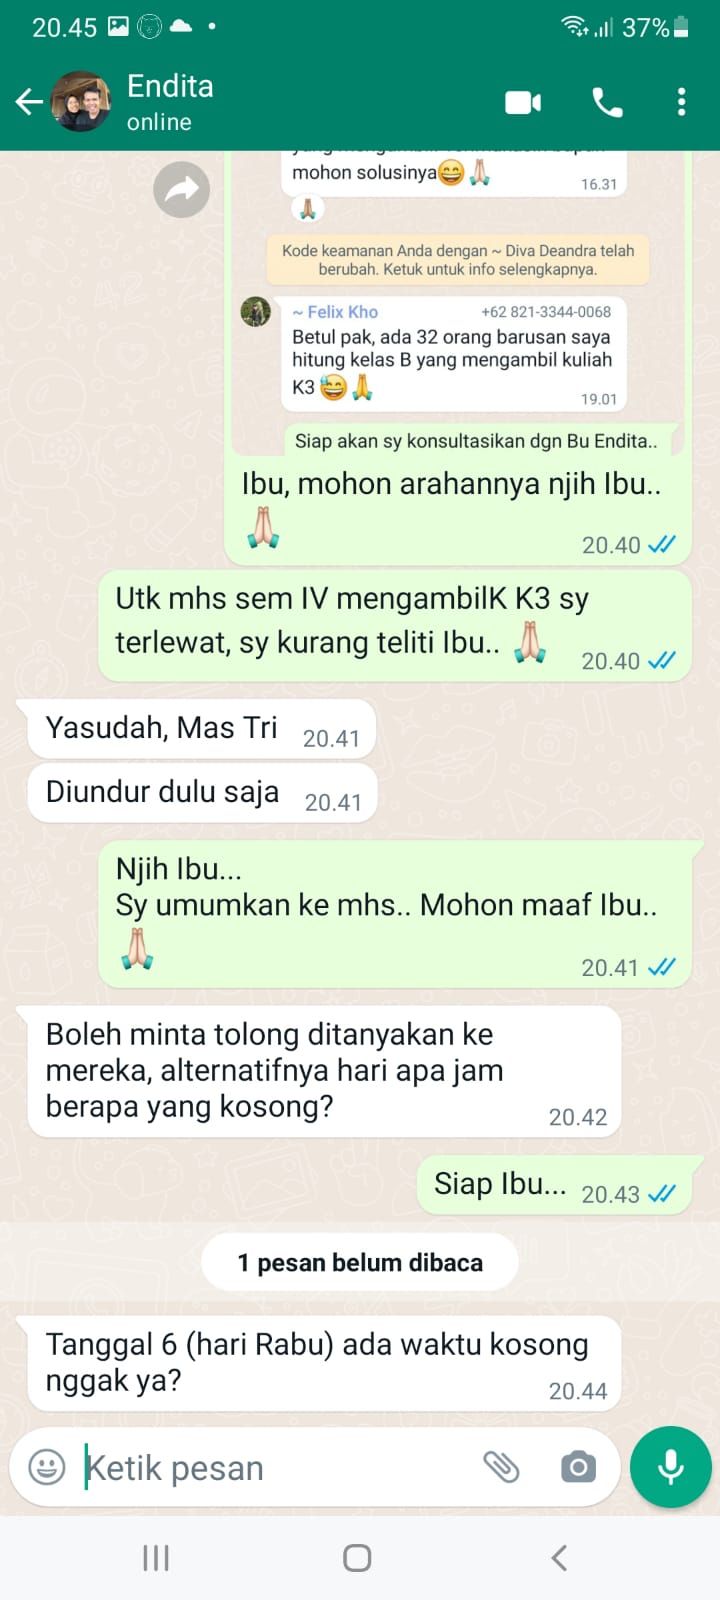 20.45
37%
Endita
online
mohon solusinya😄🙏🏻
16.31
🙏🏻
Kode keamanan Anda dengan ~ Diva Deandra telah
berubah. Ketuk untuk info selengkapnya.
~ Felix Kho +62 821-3344-0068
Betul pak, ada 32 orang barusan saya
hitung kelas B yang mengambil kuliah
K3 😅🙏
19.01
Siap akan sy konsultasikan dgn Bu Endita..
Ibu, mohon arahannya njih Ibu..
🙏🏻
20.40
Utk mhs sem IV mengambilK K3 sy
terlewat, sy kurang teliti Ibu.. 🙏🏻
20.40
Yasudah, Mas Tri 20.41
Diundur dulu saja 20.41
Njih Ibu...
Sy umumkan ke mhs.. Mohon maaf Ibu..
🙏🏻
20.41
Boleh minta tolong ditanyakan ke
mereka, alternatifnya hari apa jam
berapa yang kosong?
20.42
Siap Ibu... 20.43
1 pesan belum dibaca
Tanggal 6 (hari Rabu) ada waktu kosong
nggak ya?
20.44
Ketik pesan